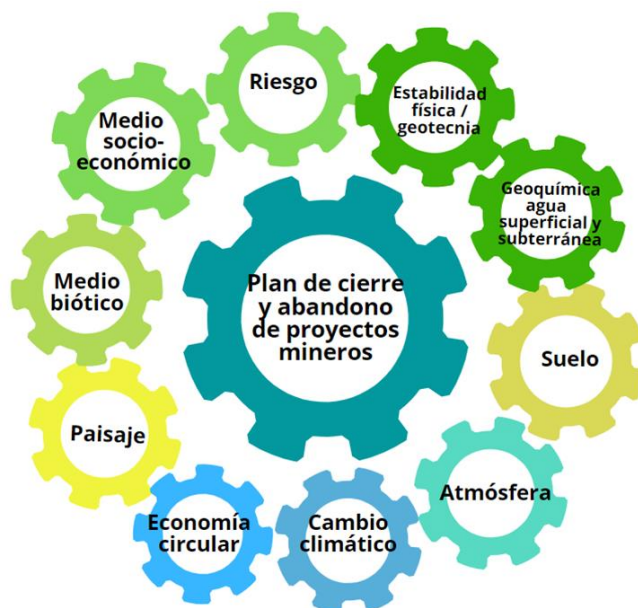 Riesgo
Estabilidad
física /
geotecnia
Medio
socio-
económico
Geoquímica
agua
superficial y
subterránea
Plan de cierre
y abandono
de proyectos
mineros
Medio
biótico
Suelo
Paisaje
Atmósfera
Economía
circular
Cambio
climático